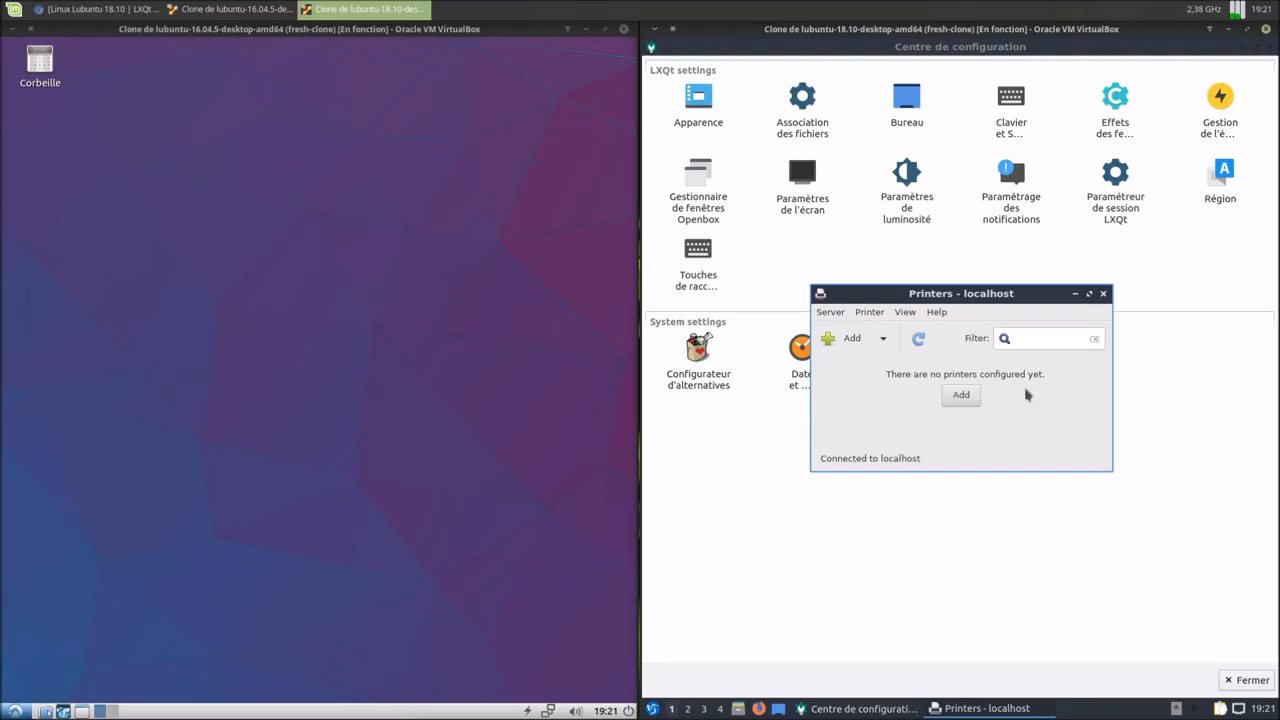 [Linux Lubuntu 18.10 ] LXQt ...
Clone de lubuntu-16.04.5-de...
Clone de lubuntu-18.10-des...
2,38 GHz
19:21
Clone de lubuntu-16.04.5-desktop-amd64 (fresh-clone) [En fonction] - Oracle VM VirtualBox
Clone de lubuntu-18.10-desktop-amd64 (fresh-clone) [En fonction] - Oracle VM VirtualBox
Corbeille
Centre de configuration
LXQt settings
Apparence
Association
des fichiers
Bureau
Clavier
et S...
Effets
des fe...
Gestion
de l'é...
Gestionnaire
de fenêtres
Openbox
Paramètres
de l'écran
Paramètres
de
luminosité
Paramétrage
des
notifications
Paramétreur
de session
LXQt
Région
Touches
de racc...
System settings
Configurateur
d'alternatives
Date
et ...
Printers - localhost
Server Printer View Help
Add
Filter:
There are no printers configured yet.
Add
Connected to localhost
Fermer
19:21
1 2 3 4
Centre de configurati...
Printers - localhost
19:21